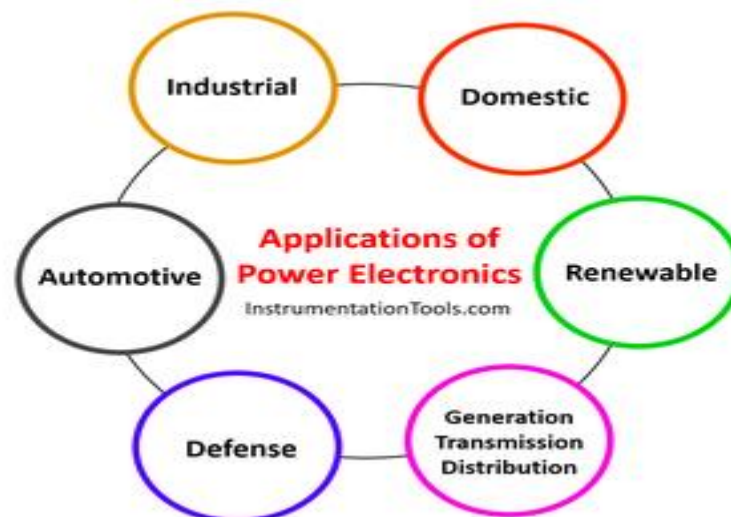 Industrial
Domestic
Applications of
Power Electronics
InstrumentationTools.com
Automotive
Renewable
Defense
Generation
Transmission
Distribution